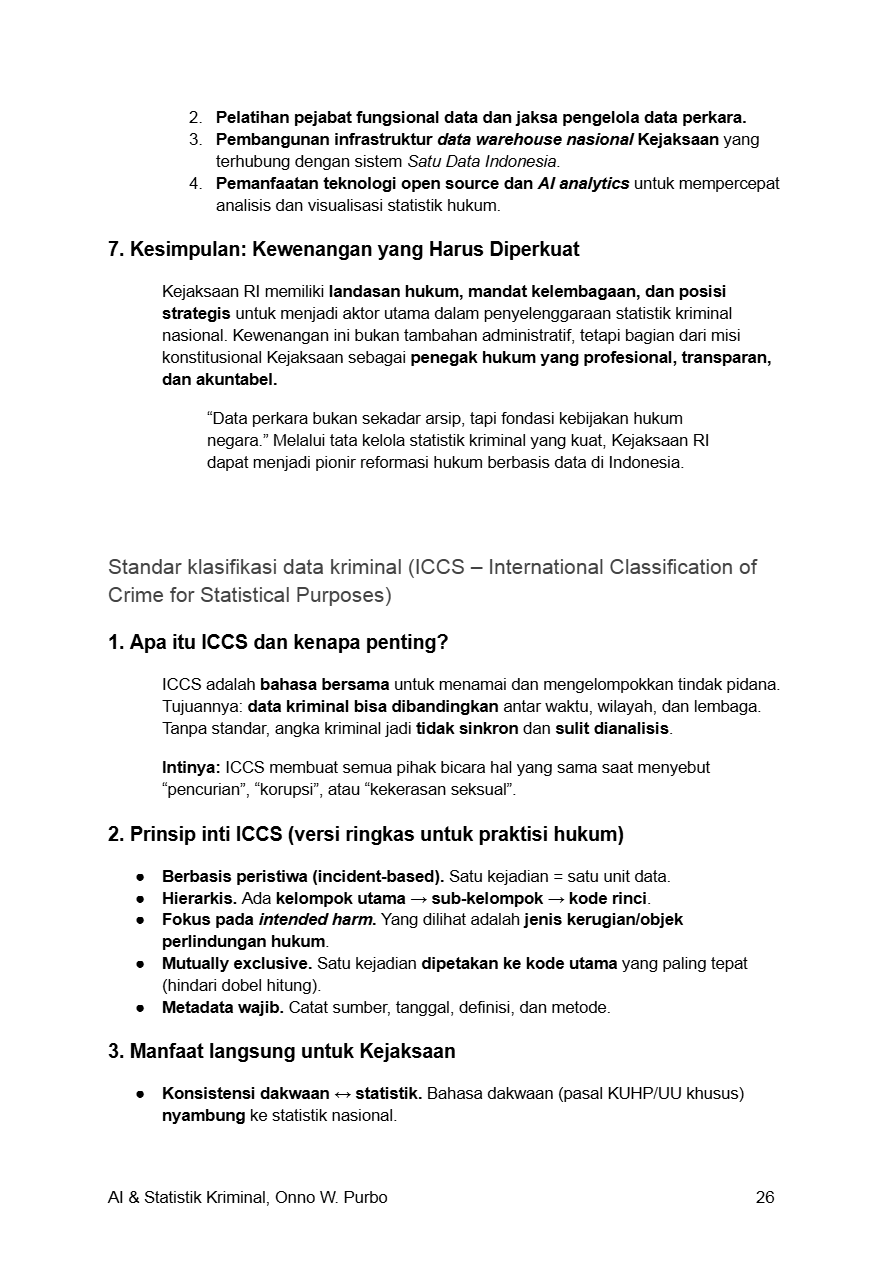 2. Pelatihan pejabat fungsional data dan jaksa pengelola data perkara.
3. Pembangunan infrastruktur data warehouse nasional Kejaksaan yang
terhubung dengan sistem Satu Data Indonesia.
4. Pemanfaatan teknologi open source dan AI analytics untuk mempercepat
analisis dan visualisasi statistik hukum.
7. Kesimpulan: Kewenangan yang Harus Diperkuat
Kejaksaan RI memiliki landasan hukum, mandat kelembagaan, dan posisi
strategis untuk menjadi aktor utama dalam penyelenggaraan statistik kriminal
nasional. Kewenangan ini bukan tambahan administratif, tetapi bagian dari misi
konstitusional Kejaksaan sebagai penegak hukum yang profesional, transparan,
dan akuntabel.
“Data perkara bukan sekadar arsip, tapi fondasi kebijakan hukum
negara.” Melalui tata kelola statistik kriminal yang kuat, Kejaksaan RI
dapat menjadi pionir reformasi hukum berbasis data di Indonesia.
Standar klasifikasi data kriminal (ICCS – International Classification of
Crime for Statistical Purposes)
1. Apa itu ICCS dan kenapa penting?
ICCS adalah bahasa bersama untuk menamai dan mengelompokkan tindak pidana.
Tujuannya: data kriminal bisa dibandingkan antar waktu, wilayah, dan lembaga.
Tanpa standar, angka kriminal jadi tidak sinkron dan sulit dianalisis.
Intinya: ICCS membuat semua pihak bicara hal yang sama saat menyebut
“pencurian”, “korupsi”, atau “kekerasan seksual”.
2. Prinsip inti ICCS (versi ringkas untuk praktisi hukum)
● Berbasis peristiwa (incident-based). Satu kejadian = satu unit data.
● Hierarkis. Ada kelompok utama → sub-kelompok → kode rinci.
● Fokus pada intended harm. Yang dilihat adalah jenis kerugian/objek
perlindungan hukum.
● Mutually exclusive. Satu kejadian dipetakan ke kode utama yang paling tepat
(hindari dobel hitung).
● Metadata wajib. Catat sumber, tanggal, definisi, dan metode.
3. Manfaat langsung untuk Kejaksaan
● Konsistensi dakwaan ↔ statistik. Bahasa dakwaan (pasal KUHP/UU khusus)
nyambung ke statistik nasional.
AI & Statistik Kriminal, Onno W. Purbo 26